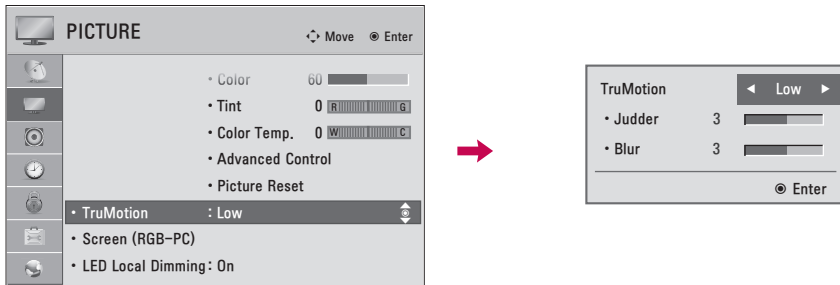 PICTURE
Move Enter
• Color 60
• Tint 0 R G
• Color Temp. 0 W C
• Advanced Control
• Picture Reset
• TruMotion : Low
• Screen (RGB-PC)
• LED Local Dimming : On
TruMotion ◄ Low ►
• Judder 3
• Blur 3
Enter